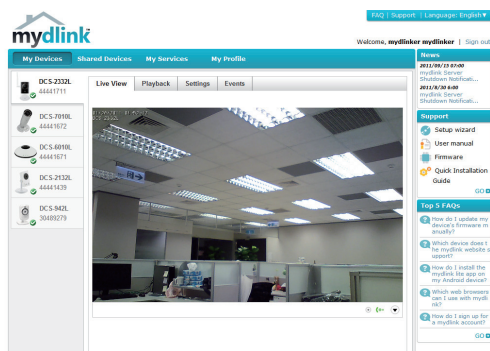 FAQ | Support | Language: English ▾
mydlink
Welcome, mydlinker mydlinker | Sign out
My Devices Shared Devices My Services My Profile
DCS-2332L
44441711
DCS-7010L
44441672
DCS-6010L
44441671
DCS-2132L
44441439
DCS-942L
30489279
Live View Playback Settings Events
DCS-2332L
News
2011/09/15 07:00
mydlink Server
Shutdown Notificati...
2011/8/30 6:00
mydlink Server
Shutdown Notificati...
Support
Setup wizard
User manual
Firmware
Quick Installation
Guide
GO
Top 5 FAQs
How do I update my
device's firmware m
anually?
Which device does t
he mydlink website s
upport?
How do I install the
mydlink lite app on
my Android device?
Which web browsers
can I use with mydli
nk?
How do I sign up for
a mydlink account?
GO